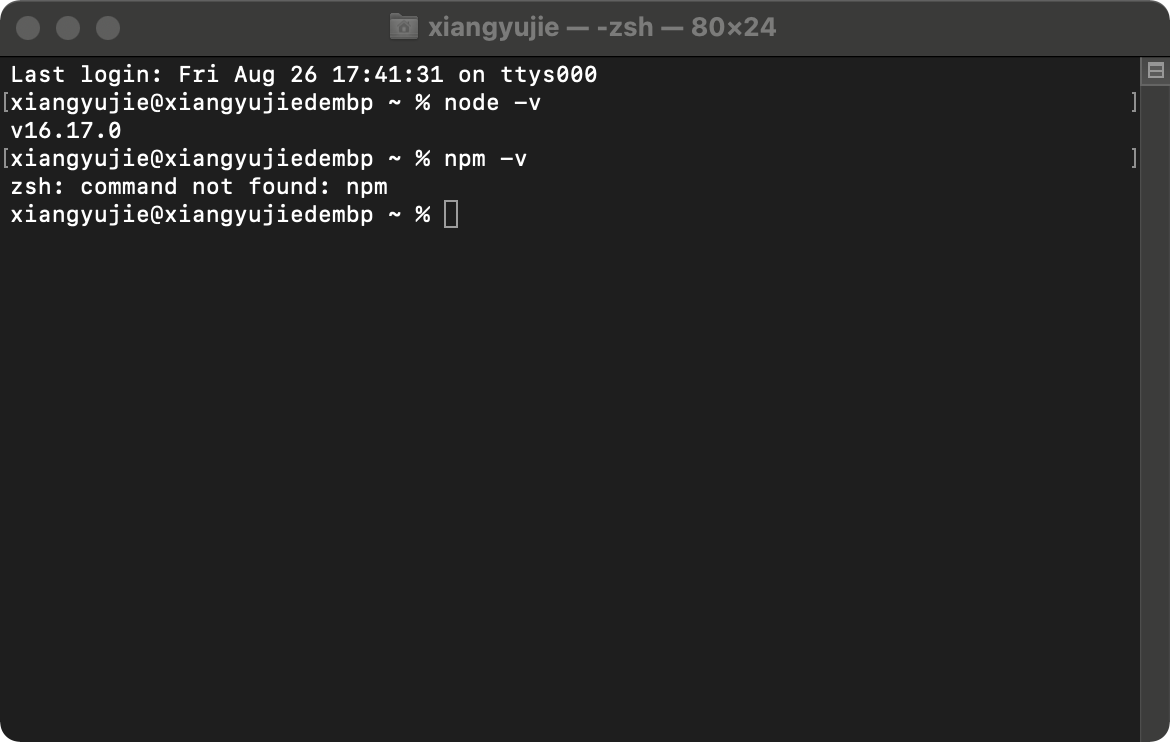 xiangyujie — -zsh — 80×24
Last login: Fri Aug 26 17:41:31 on ttys000
[xiangyujie@xiangyujiedembp ~ % node -v ]
v16.17.0
[xiangyujie@xiangyujiedembp ~ % npm -v ]
zsh: command not found: npm
xiangyujie@xiangyujiedembp ~ %